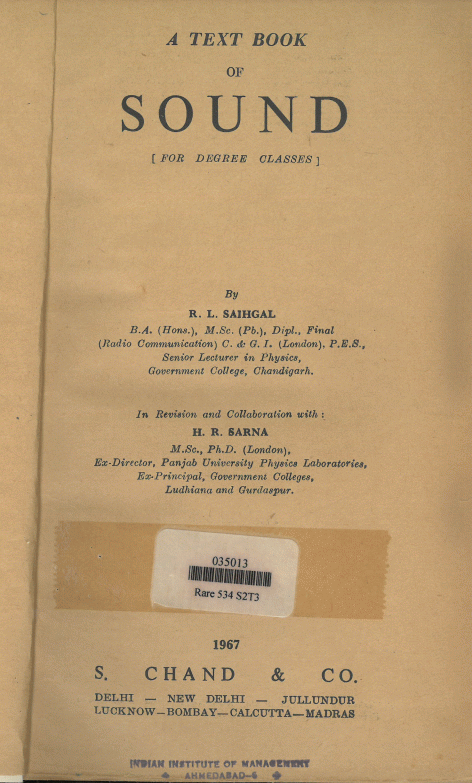 A TEXT BOOK
OF
SOUND
[ FOR DEGREE CLASSES ]
By
R. L. SAIHGAL
B.A. (Hons.), M.Sc. (Pb.), Dipl., Final
(Radio Communication) C. & G. I. (London), P.E.S.,
Senior Lecturer in Physics,
Government College, Chandigarh.
In Revision and Collaboration with :
H. R. SARNA
M.Sc., Ph.D. (London),
Ex-Director, Panjab University Physics Laboratories,
Ex-Principal, Government Colleges,
Ludhiana and Gurdaspur.
035013
Rare 534 S2T3
1967
S. CHAND & CO.
DELHI — NEW DELHI — JULLUNDUR
LUCKNOW—BOMBAY—CALCUTTA—MADRAS
INDIAN INSTITUTE OF MANAGEMENT
AHMEDABAD-6